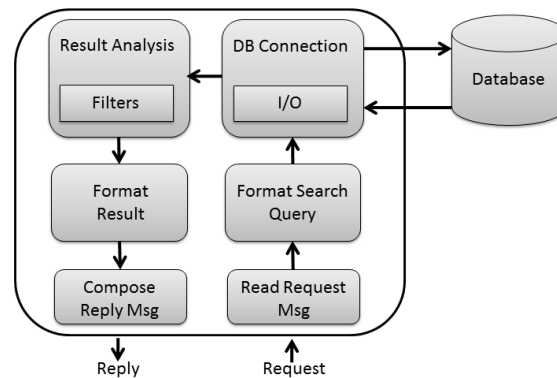 Result Analysis
Filters
DB Connection
I/O
Database
Format
Result
Format Search
Query
Compose
Reply Msg
Read Request
Msg
Reply
Request